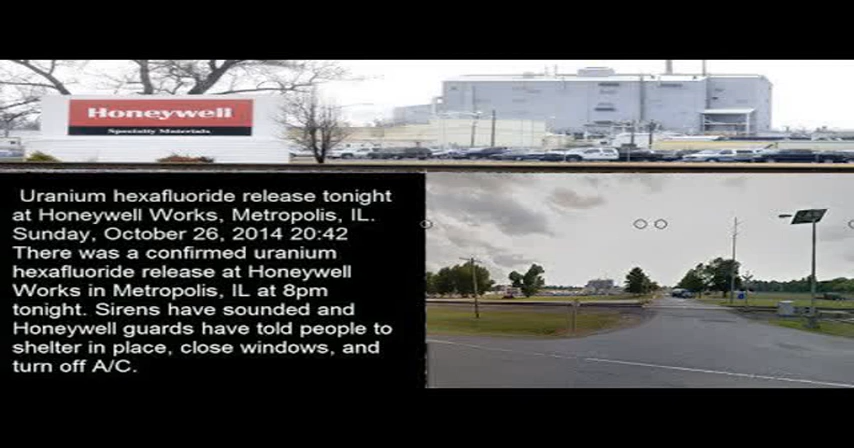 Honeywell
Specialty Materials
Uranium hexafluoride release tonight
at Honeywell Works, Metropolis, IL.
Sunday, October 26, 2014 20:42
There was a confirmed uranium
hexafluoride release at Honeywell
Works in Metropolis, IL at 8pm
tonight. Sirens have sounded and
Honeywell guards have told people to
shelter in place, close windows, and
turn off A/C.